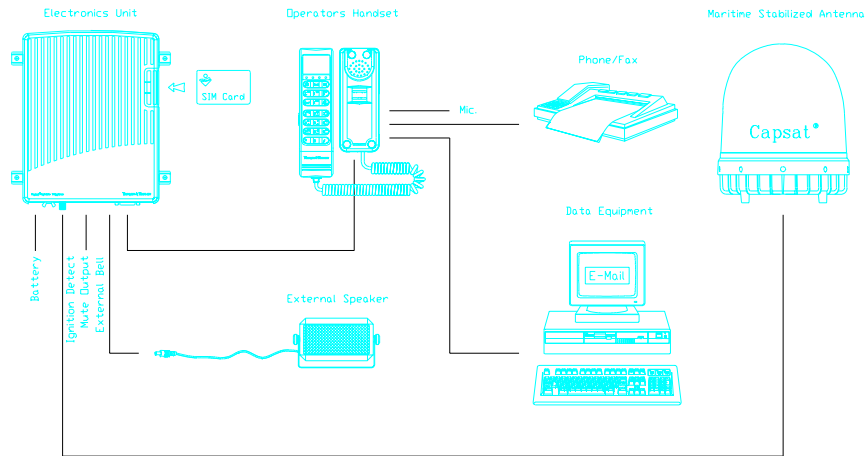 Electronics Unit
Operators Handset
Maritime Stabilized Antenna
Phone/Fax
SIM Card
Mic.
Capsat®
Data Equipment
E-Mail
External Speaker
Battery
Ignition Detect
Mute Output
External Bell